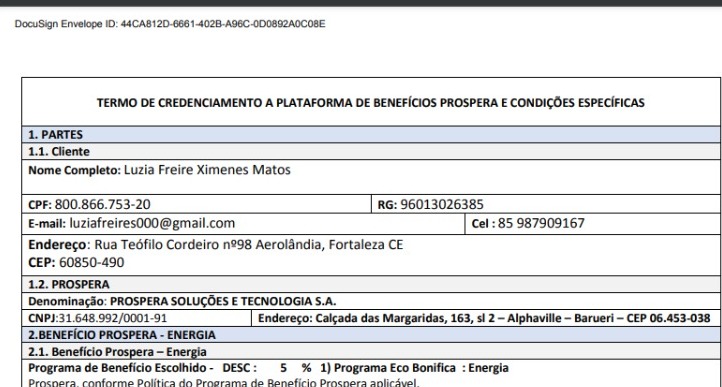 DocuSign Envelope ID: 44CA812D-6661-402B-A96C-0D0892A0C08E
TERMO DE CREDENCIAMENTO A PLATAFORMA DE BENEFÍCIOS PROSPERA E CONDIÇÕES ESPECÍFICAS
1. PARTES
1.1. Cliente
Nome Completo: Luzia Freire Ximenes Matos
CPF: 800.866.753-20 RG: 96013026385
E-mail: luziafreires000@gmail.com Cel : 85 987909167
Endereço: Rua Teófilo Cordeiro nº98 Aerolândia, Fortaleza CE
CEP: 60850-490
1.2. PROSPERA
Denominação: PROSPERA SOLUÇÕES E TECNOLOGIA S.A.
CNPJ:31.648.992/0001-91 Endereço: Calçada das Margaridas, 163, sl 2 – Alphaville – Barueri – CEP 06.453-038
2.BENEFÍCIO PROSPERA - ENERGIA
2.1. Benefício Prospera – Energia
Programa de Benefício Escolhido - DESC : 5 % 1) Programa Eco Bonifica : Energia
Prospera, conforme Política do Programa de Benefício Prospera aplicável.